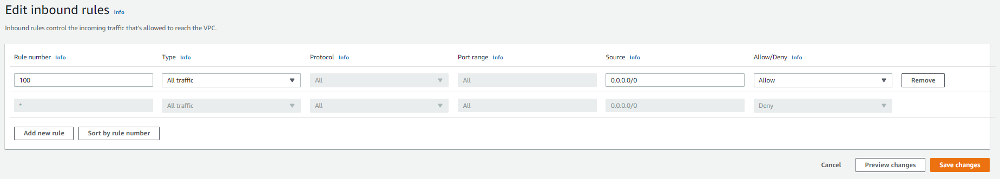 Edit inbound rules Info
Inbound rules control the incoming traffic that's allowed to reach the VPC.
Rule number Info Type Info Protocol Info Port range Info Source Info Allow/Deny Info
100 All traffic All All 0.0.0.0/0 Allow Remove
* All traffic All All 0.0.0.0/0 Deny
Add new rule Sort by rule number
Cancel Preview changes Save changes